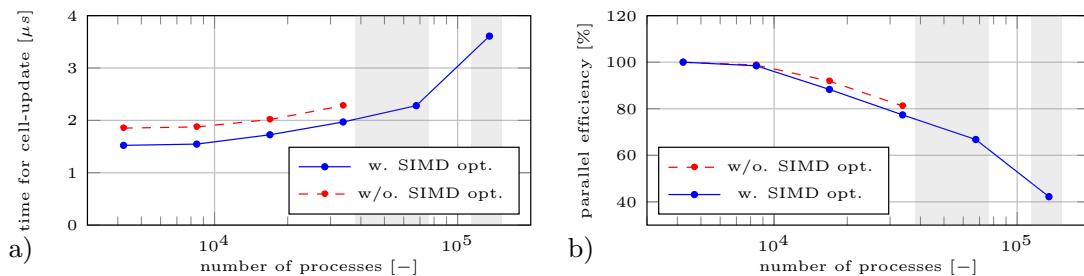 time for cell-update [μs]
4
3
2
1
0
w. SIMD opt.
w/o. SIMD opt.
10^4
10^5
number of processes [−]
a)
parallel efficiency [%]
120
100
80
60
40
w/o. SIMD opt.
w. SIMD opt.
10^4
10^5
number of processes [−]
b)